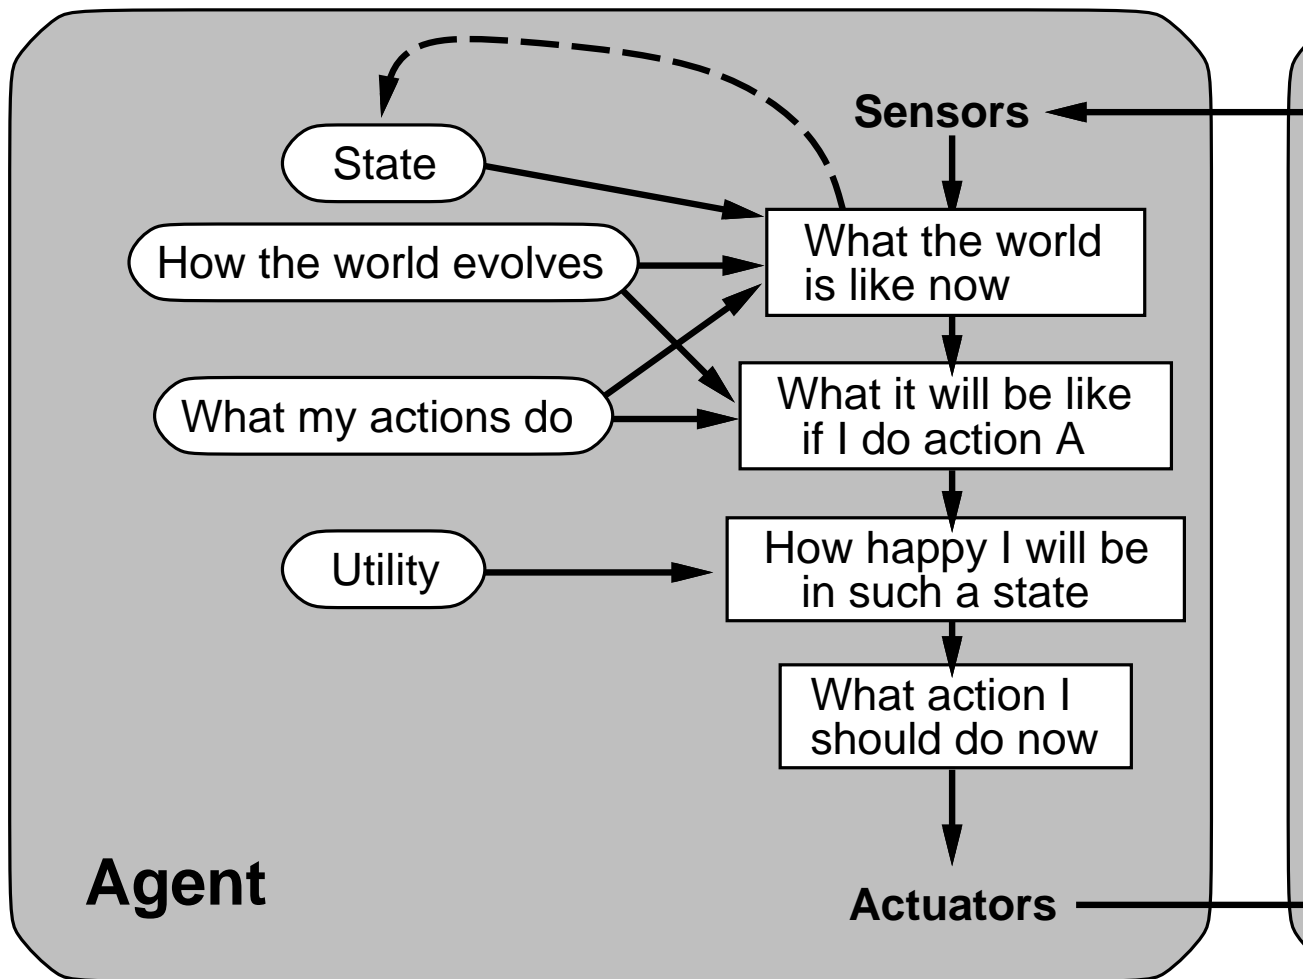 Sensors
State
What the world
is like now
How the world evolves
What my actions do
What it will be like
if I do action A
Utility
How happy I will be
in such a state
What action I
should do now
Agent
Actuators